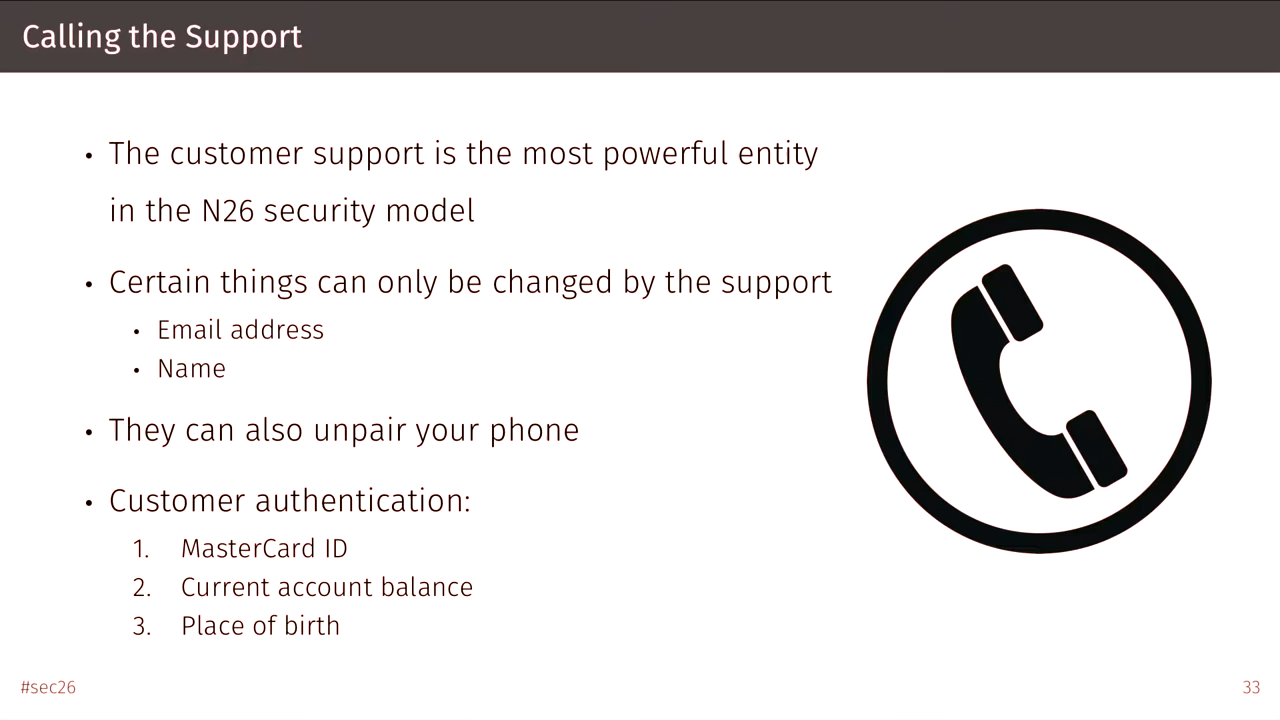 Calling the Support
• The customer support is the most powerful entity
in the N26 security model
• Certain things can only be changed by the support
• Email address
• Name
• They can also unpair your phone
• Customer authentication:
1. MasterCard ID
2. Current account balance
3. Place of birth
#sec26
33